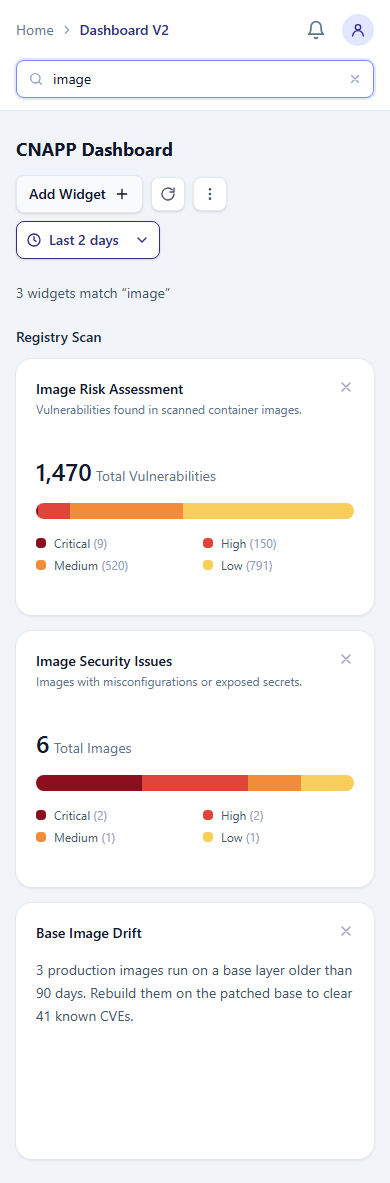 Home > Dashboard V2
image
CNAPP Dashboard
Add Widget +
Last 2 days
3 widgets match “image”
Registry Scan
Image Risk Assessment
Vulnerabilities found in scanned container images.
1,470 Total Vulnerabilities
Critical (9) High (150)
Medium (520) Low (791)
Image Security Issues
Images with misconfigurations or exposed secrets.
6 Total Images
Critical (2) High (2)
Medium (1) Low (1)
Base Image Drift
3 production images run on a base layer older than
90 days. Rebuild them on the patched base to clear
41 known CVEs.